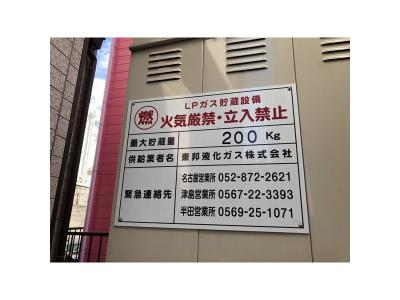 LPガス貯蔵設備
燃 火気厳禁・立入禁止
最大貯蔵量 200 Kg
供給業者名 東邦液化ガス株式会社
緊急連絡先
名古屋営業所 052-872-2621
津島営業所 0567-22-3393
半田営業所 0569-25-1071